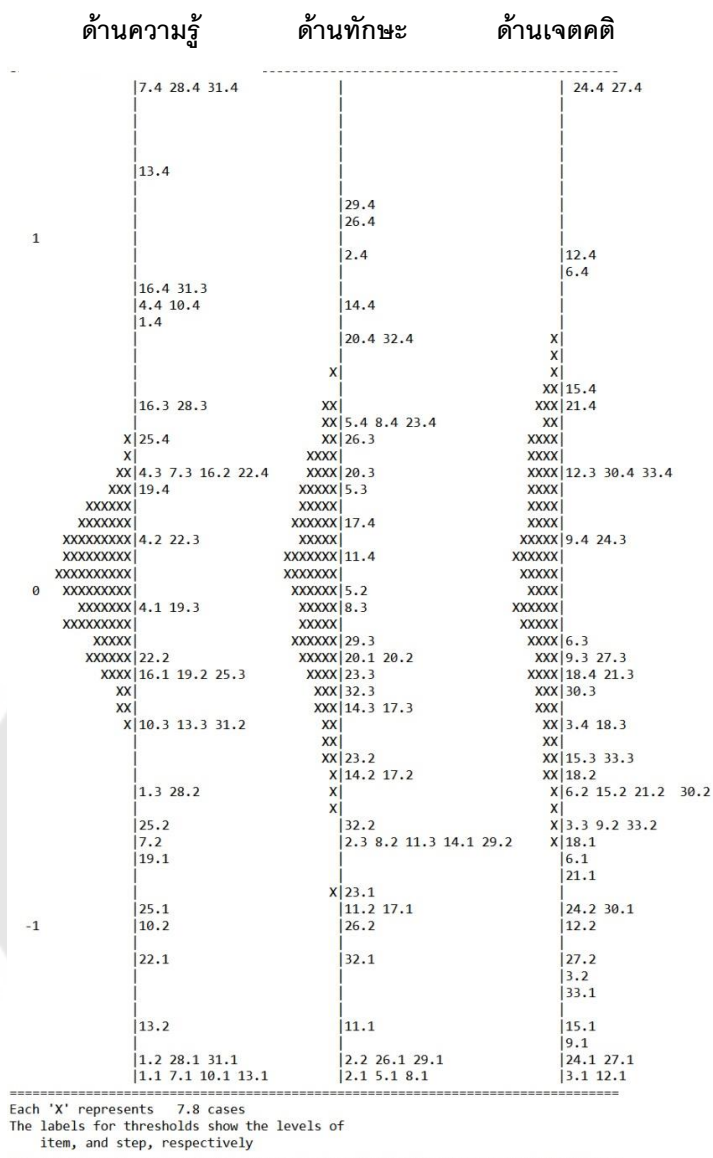 ด้านความรู้ ด้านทักษะ ด้านเจตคติ
--------------------------------------------------
|7.4 28.4 31.4 | | 24.4 27.4
| | |
| | |
| | |
| | |
|13.4 | |
| | |
| |29.4 |
| |26.4 |
1 | | |
| |2.4 |12.4
| | |6.4
|16.4 31.3 | |
|4.4 10.4 |14.4 |
|1.4 | |
| |20.4 32.4 X|
| | X|
| X| X|
| | XX|15.4
|16.3 28.3 XX| XXX|21.4
| XX|5.4 8.4 23.4 XX|
X|25.4 XX|26.3 XXXX|
X| XXXX| XXXX|
XX|4.3 7.3 16.2 22.4 XXXX|20.3 XXXX|12.3 30.4 33.4
XXX|19.4 XXXXX|5.3 XXXX|
XXXXXX| XXXXX| XXXX|
XXXXXXX| XXXXXX|17.4 XXXX|
XXXXXXXXX|4.2 22.3 XXXXX| XXXXX|9.4 24.3
XXXXXXXXX| XXXXXXX|11.4 XXXXXX|
XXXXXXXXXX| XXXXXXX| XXXXX|
0 XXXXXXXXX| XXXXXX|5.2 XXXX|
XXXXXXX|4.1 19.3 XXXXX|8.3 XXXXXX|
XXXXXXXXX| XXXXX| XXXXX|
XXXXX| XXXXXX|29.3 XXXX|6.3
XXXXXX|22.2 XXXXX|20.1 20.2 XXX|9.3 27.3
XXXX|16.1 19.2 25.3 XXXX|23.3 XXXX|18.4 21.3
XX| XXX|32.3 XXX|30.3
XX| XXX|14.3 17.3 XXX|
X|10.3 13.3 31.2 XX| XX|3.4 18.3
| XX| XX|
| XX|23.2 XX|15.3 33.3
| X|14.2 17.2 XX|18.2
|1.3 28.2 X| X|6.2 15.2 21.2 30.2
| X| X|
|25.2 |32.2 X|3.3 9.2 33.2
|7.2 |2.3 8.2 11.3 14.1 29.2 X|18.1
|19.1 | |6.1
| | |21.1
| X|23.1 |
|25.1 |11.2 17.1 |24.2 30.1
-1 |10.2 |26.2 |12.2
| | |
|22.1 |32.1 |27.2
| | |3.2
| | |33.1
| | |
|13.2 |11.1 |15.1
| | |9.1
|1.2 28.1 31.1 |2.2 26.1 29.1 |24.1 27.1
|1.1 7.1 10.1 13.1 |2.1 5.1 8.1 |3.1 12.1
==================================================
Each 'X' represents 7.8 cases
The labels for thresholds show the levels of
item, and step, respectively